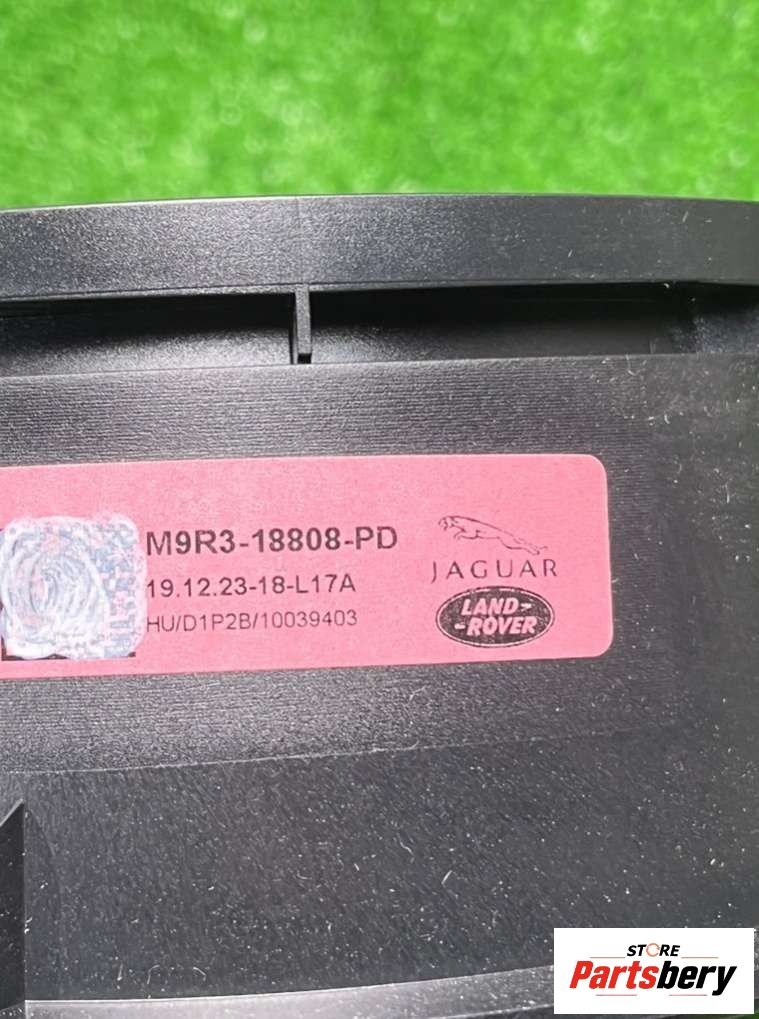 M9R3-18808-PD
19.12.23-18-L17A
HU/D1P2B/10039403
JAGUAR
LAND-
-ROVER
STORE
Partsbery